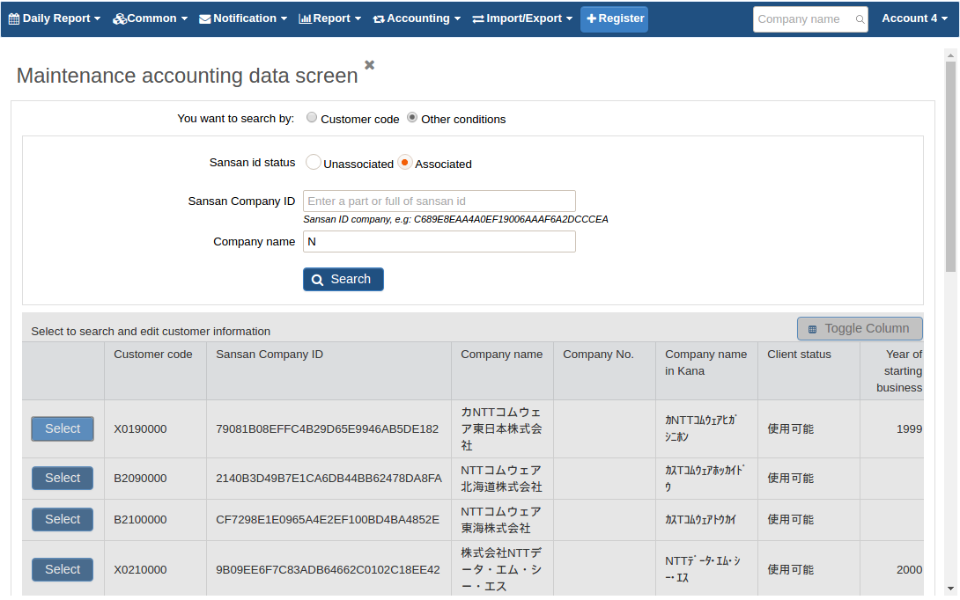 Daily Report Common Notification Report Accounting Import/Export Register Company name Account 4
Maintenance accounting data screen
You want to search by: Customer code Other conditions
Sansan id status Unassociated Associated
Sansan Company ID Enter a part or full of sansan id
Sansan ID company, e.g: C689E8EAA4A0EF19006AAAF6A2DCCCEA
Company name N
Search
Select to search and edit customer information Toggle Column
Customer code Sansan Company ID Company name Company No. Company name Client status Year of
in Kana starting
business
カNTTコムウェ
Select X0190000 79081B08EFFC4B29D65E9946AB5DE182 ア東日本株式会 ｶNTTｺﾑｳｪｱﾋｶﾞ 使用可能 1999
社 ｼﾆﾎﾝ
Select B2090000 2140B3D49B7E1CA6DB44BB62478DA8FA NTTコムウェア ｶｽTｺﾑｳｪｱﾎｯｶｲﾄﾞ 使用可能
北海道株式会社 ｳ
Select B2100000 CF7298E1E0965A4E2EF100BD4BA4852E NTTコムウェア ｶｽTｺﾑｳｪｱﾄｳｶｲ 使用可能
東海株式会社
株式会社NTTデ
Select X0210000 9B09EE6F7C83ADB64662C0102C18EE42 ータ・エム・シ NTTﾃﾞｰﾀ･ｴﾑ･ｼ 使用可能 2000
ー・エス ｰ･ｴｽ